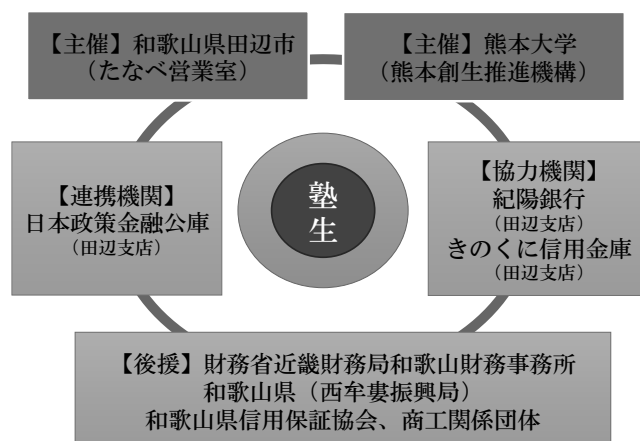 【主催】和歌山県田辺市
（たなべ営業室）
【主催】熊本大学
（熊本創生推進機構）
【連携機関】
日本政策金融公庫
（田辺支店）
塾
生
【協力機関】
紀陽銀行
（田辺支店）
きのくに信用金庫
（田辺支店）
【後援】財務省近畿財務局和歌山財務事務所
和歌山県（西牟婁振興局）
和歌山県信用保証協会、商工関係団体